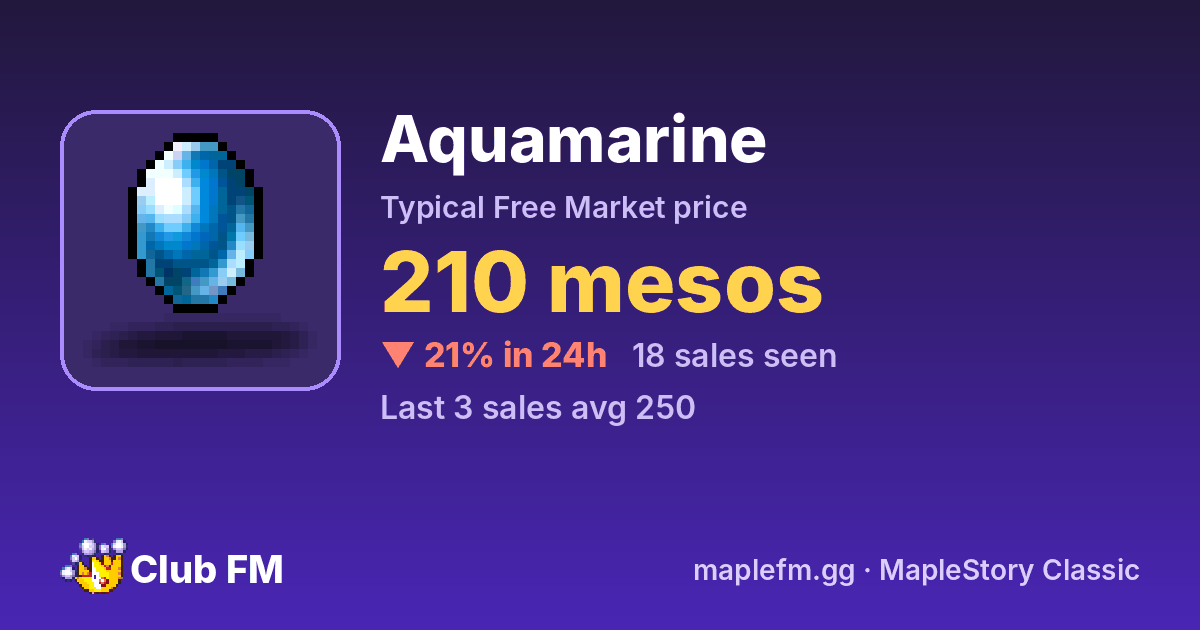 Aquamarine
Typical Free Market price
210 mesos
▼ 21% in 24h 18 sales seen
Last 3 sales avg 250
Club FM
maplefm.gg · MapleStory Classic